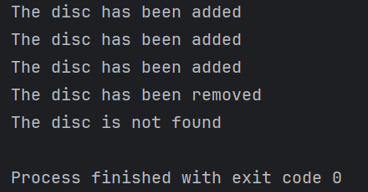 The disc has been added
The disc has been added
The disc has been added
The disc has been removed
The disc is not found
Process finished with exit code 0